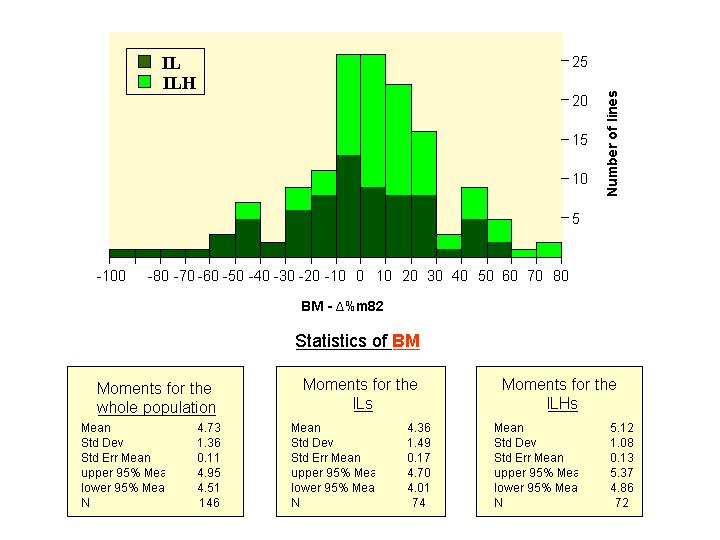 IL
ILH
25
20
15
10
5
Number of lines
-100 -80 -70 -60 -50 -40 -30 -20 -10 0 10 20 30 40 50 60 70 80
BM - Δ%m82
Statistics of BM
Moments for the
whole population
Mean 4.73
Std Dev 1.36
Std Err Mean 0.11
upper 95% Mea 4.95
lower 95% Mea 4.51
N 146
Moments for the
ILs
Mean 4.36
Std Dev 1.49
Std Err Mean 0.17
upper 95% Mea 4.70
lower 95% Mea 4.01
N 74
Moments for the
ILHs
Mean 5.12
Std Dev 1.08
Std Err Mean 0.13
upper 95% Mea 5.37
lower 95% Mea 4.86
N 72